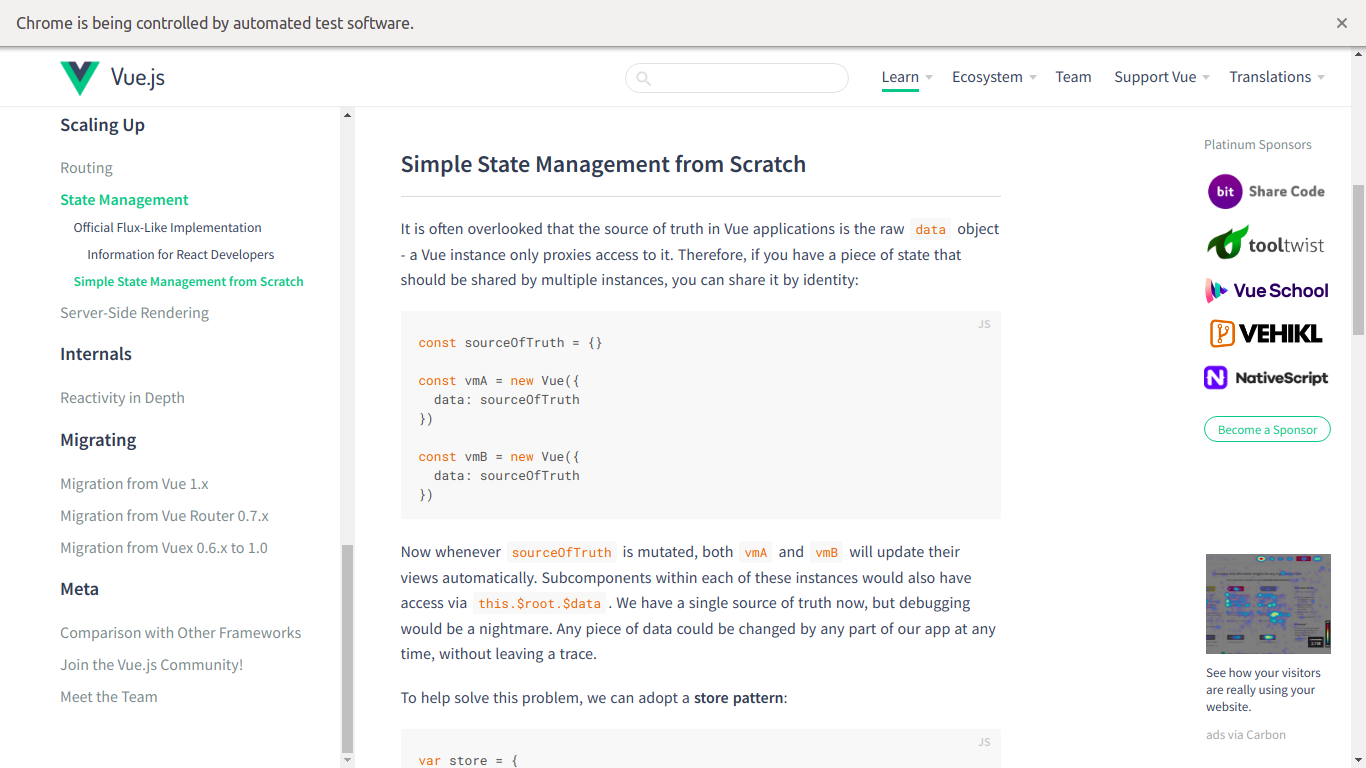 Chrome is being controlled by automated test software.
Vue.js
Learn
Ecosystem
Team
Support Vue
Translations
Scaling Up
Routing
State Management
Official Flux-Like Implementation
Information for React Developers
Simple State Management from Scratch
Server-Side Rendering
Internals
Reactivity in Depth
Migrating
Migration from Vue 1.x
Migration from Vue Router 0.7.x
Migration from Vuex 0.6.x to 1.0
Meta
Comparison with Other Frameworks
Join the Vue.js Community!
Meet the Team
Simple State Management from Scratch
It is often overlooked that the source of truth in Vue applications is the raw data object
- a Vue instance only proxies access to it. Therefore, if you have a piece of state that
should be shared by multiple instances, you can share it by identity:
JS
const sourceOfTruth = {}
const vmA = new Vue({
data: sourceOfTruth
})
const vmB = new Vue({
data: sourceOfTruth
})
Now whenever sourceOfTruth is mutated, both vmA and vmB will update their
views automatically. Subcomponents within each of these instances would also have
access via this.$root.$data . We have a single source of truth now, but debugging
would be a nightmare. Any piece of data could be changed by any part of our app at any
time, without leaving a trace.
To help solve this problem, we can adopt a store pattern:
JS
var store = {
Platinum Sponsors
bit Share Code
tooltwist
Vue School
VEHIKL
NativeScript
Become a Sponsor
See how your visitors
are really using your
website.
ads via Carbon